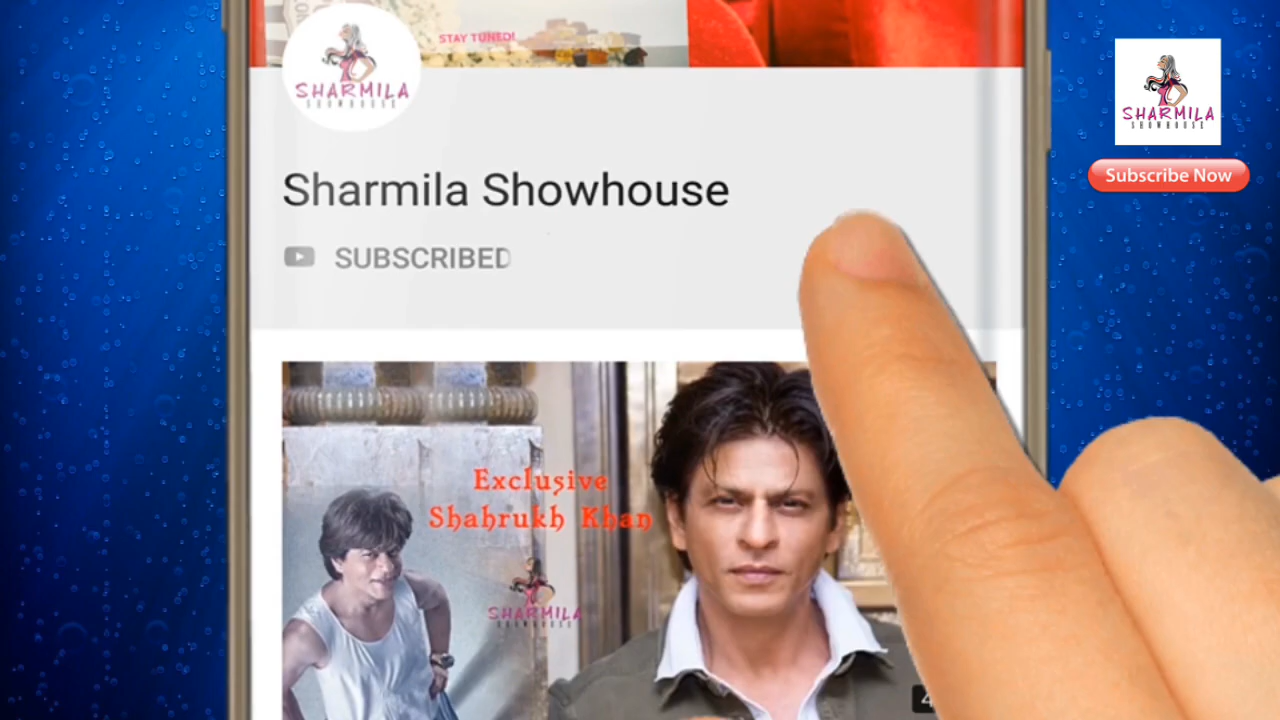 STAY TUNED!
SHARMILA
SHOWHOUSE
SHARMILA
SHOWHOUSE
Subscribe Now
Sharmila Showhouse
SUBSCRIBED
Exclusive
Shahrukh Khan
SHARMILA
SHOWHOUSE